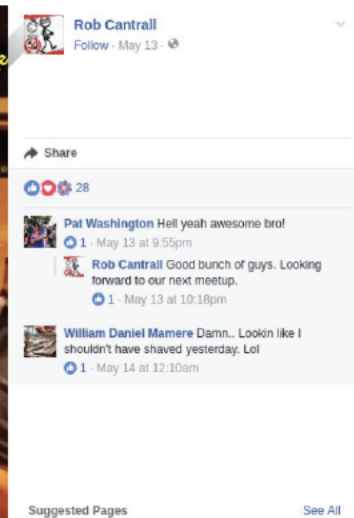 Rob Cantrall
Follow · May 13 ·
Share
28
Pat Washington Hell yeah awesome bro!
1 · May 13 at 9:55pm
Rob Cantrall Good bunch of guys. Looking
forward to our next meetup.
1 · May 13 at 10:18pm
William Daniel Mamere Damn.. Lookin like I
shouldn't have shaved yesterday. Lol
1 · May 14 at 12:10am
Suggested Pages
See All